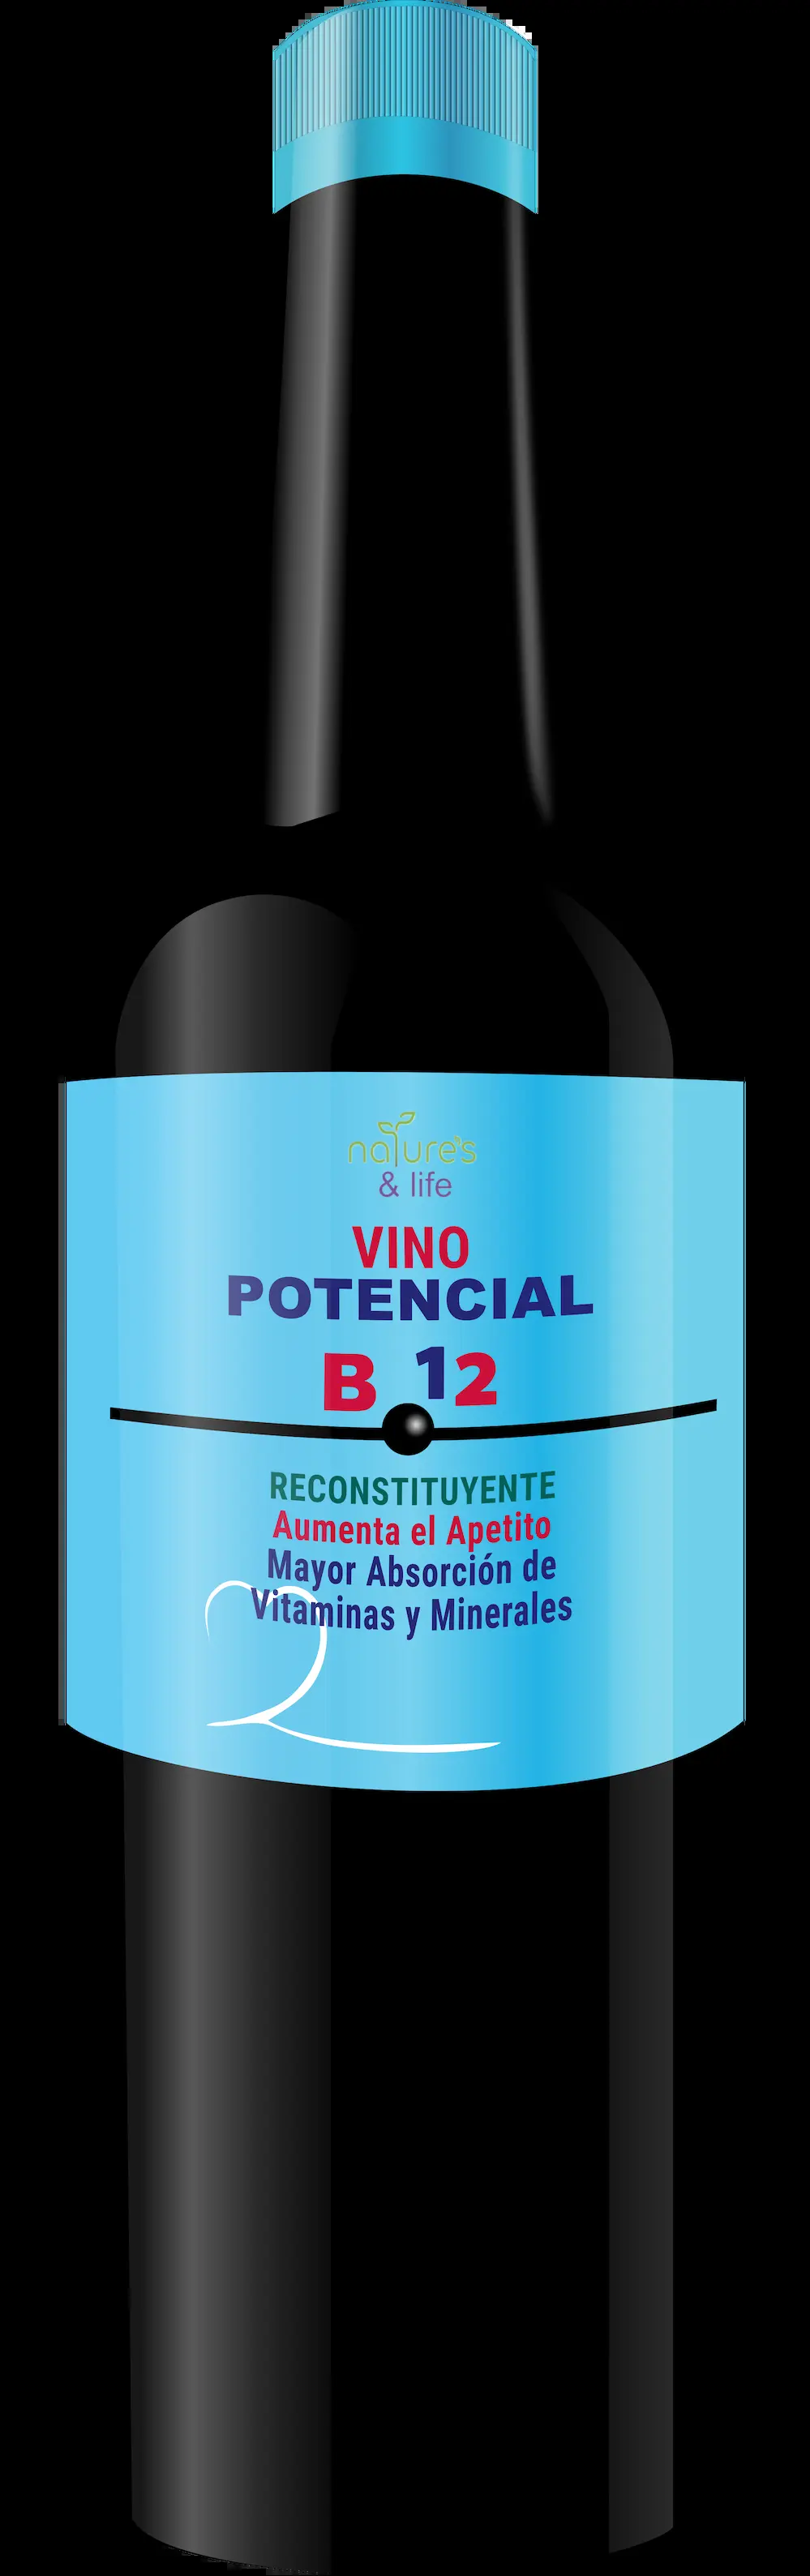 nature's
& life
VINO
POTENCIAL
B 12
RECONSTITUYENTE
Aumenta el Apetito
Mayor Absorción de
Vitaminas y Minerales